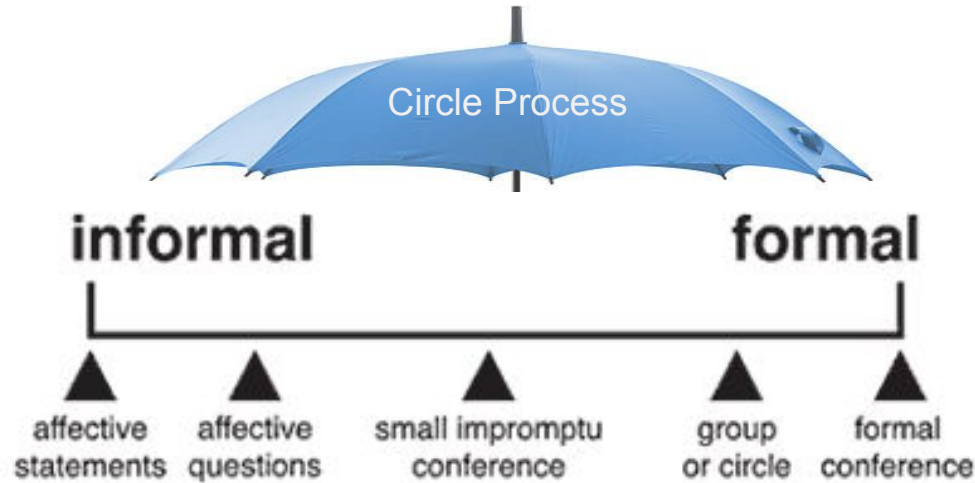 Circle Process
informal
formal
affective
statements
affective
questions
small impromptu
conference
group
or circle
formal
conference